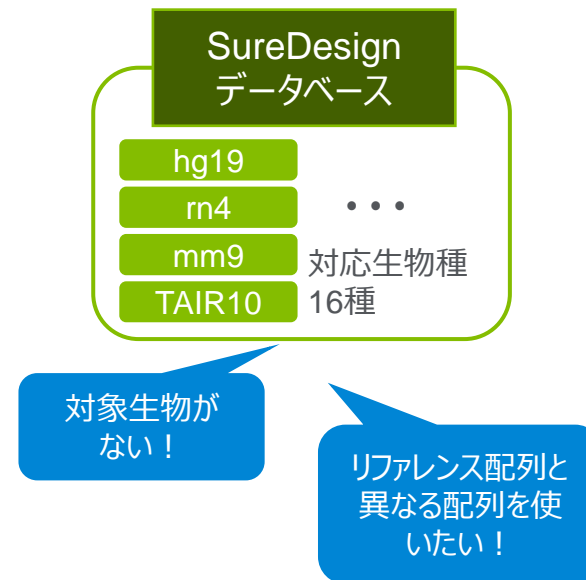 SureDesign
データベース
hg19
rn4
・・・
mm9
対応生物種
TAIR10
16種
対象生物が
ない！
リファレンス配列と
異なる配列を使
いたい！